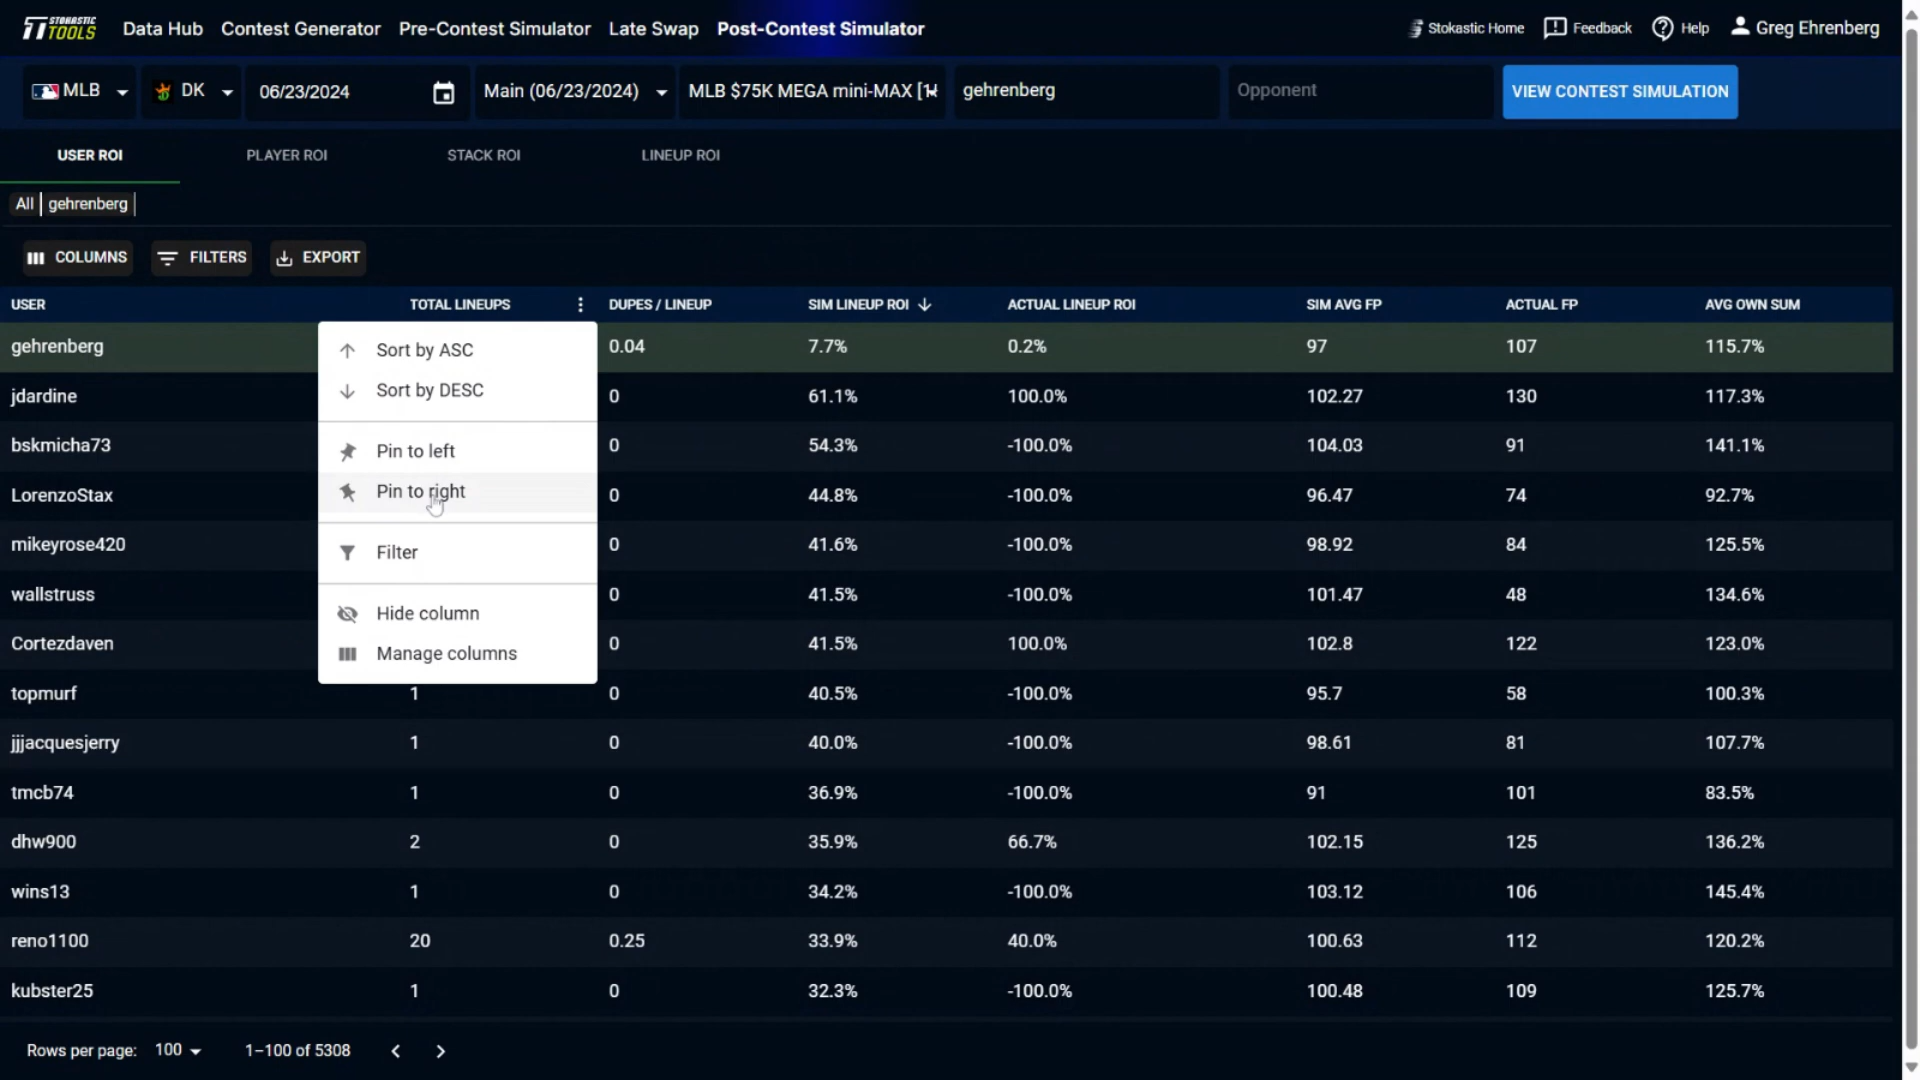 STOKASTIC TOOLS
Data Hub Contest Generator Pre-Contest Simulator Late Swap Post-Contest Simulator Stokastic Home Feedback Help Greg Ehrenberg
MLB DK 06/23/2024 Main (06/23/2024) MLB $75K MEGA mini-MAX [1 gehrenberg Opponent VIEW CONTEST SIMULATION
USER ROI PLAYER ROI STACK ROI LINEUP ROI
All gehrenberg
COLUMNS FILTERS EXPORT
USER TOTAL LINEUPS DUPES / LINEUP SIM LINEUP ROI ACTUAL LINEUP ROI SIM AVG FP ACTUAL FP AVG OWN SUM
gehrenberg 0.04 7.7% 0.2% 97 107 115.7%
Sort by ASC
jdardine 0 61.1% 100.0% 102.27 130 117.3%
Sort by DESC
bskmicha73 0 54.3% -100.0% 104.03 91 141.1%
Pin to left
LorenzoStax 0 44.8% -100.0% 96.47 74 92.7%
Pin to right
mikeyrose420 0 41.6% -100.0% 98.92 84 125.5%
Filter
wallstruss 0 41.5% -100.0% 101.47 48 134.6%
Hide column
Cortezdaven 0 41.5% 100.0% 102.8 122 123.0%
Manage columns
topmurf 1 0 40.5% -100.0% 95.7 58 100.3%
jjjacquesjerry 1 0 40.0% -100.0% 98.61 81 107.7%
tmcb74 1 0 36.9% -100.0% 91 101 83.5%
dhw900 2 0 35.9% 66.7% 102.15 125 136.2%
wins13 1 0 34.2% -100.0% 103.12 106 145.4%
reno1100 20 0.25 33.9% 40.0% 100.63 112 120.2%
kubster25 1 0 32.3% -100.0% 100.48 109 125.7%
Rows per page: 100 1–100 of 5308